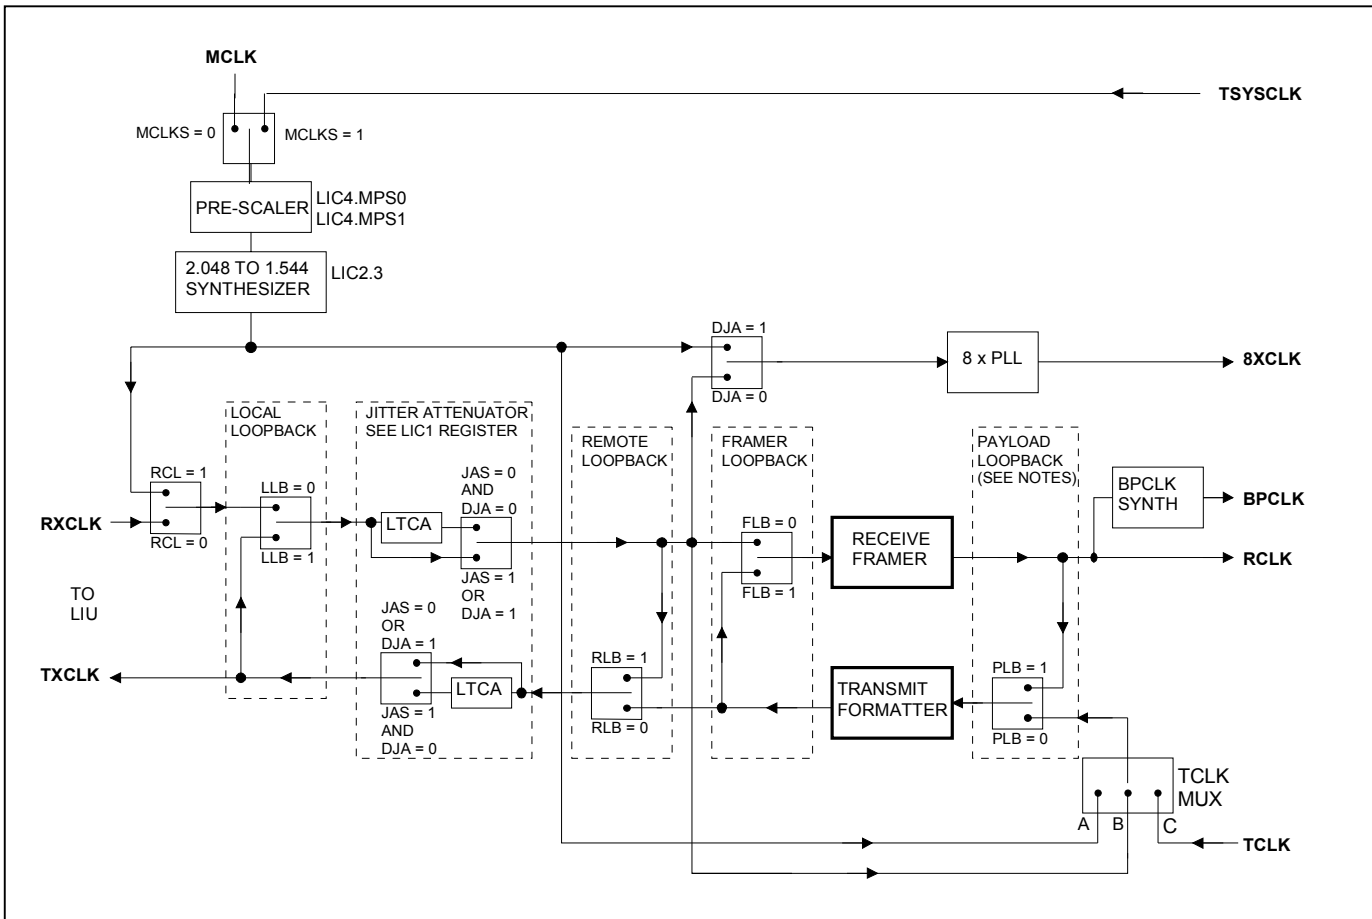 MCLK
TSYSCLK
MCLKS = 0
MCLKS = 1
PRE-SCALER
LIC4.MPS0
LIC4.MPS1
2.048 TO 1.544
SYNTHESIZER
LIC2.3
DJA = 1
8 x PLL
8XCLK
DJA = 0
LOCAL
LOOPBACK
JITTER ATTENUATOR
SEE LIC1 REGISTER
REMOTE
LOOPBACK
FRAMER
LOOPBACK
PAYLOAD
LOOPBACK
(SEE NOTES)
RCL = 1
RXCLK
RCL = 0
LLB = 0
LLB = 1
LTCA
JAS = 0
AND
DJA = 0
JAS = 1
OR
DJA = 1
FLB = 0
FLB = 1
RECEIVE
FRAMER
BPCLK
SYNTH
BPCLK
RCLK
TO
LIU
TXCLK
JAS = 0
OR
DJA = 1
LTCA
JAS = 1
AND
DJA = 0
RLB = 1
RLB = 0
TRANSMIT
FORMATTER
PLB = 1
PLB = 0
TCLK
MUX
A
B
C
TCLK